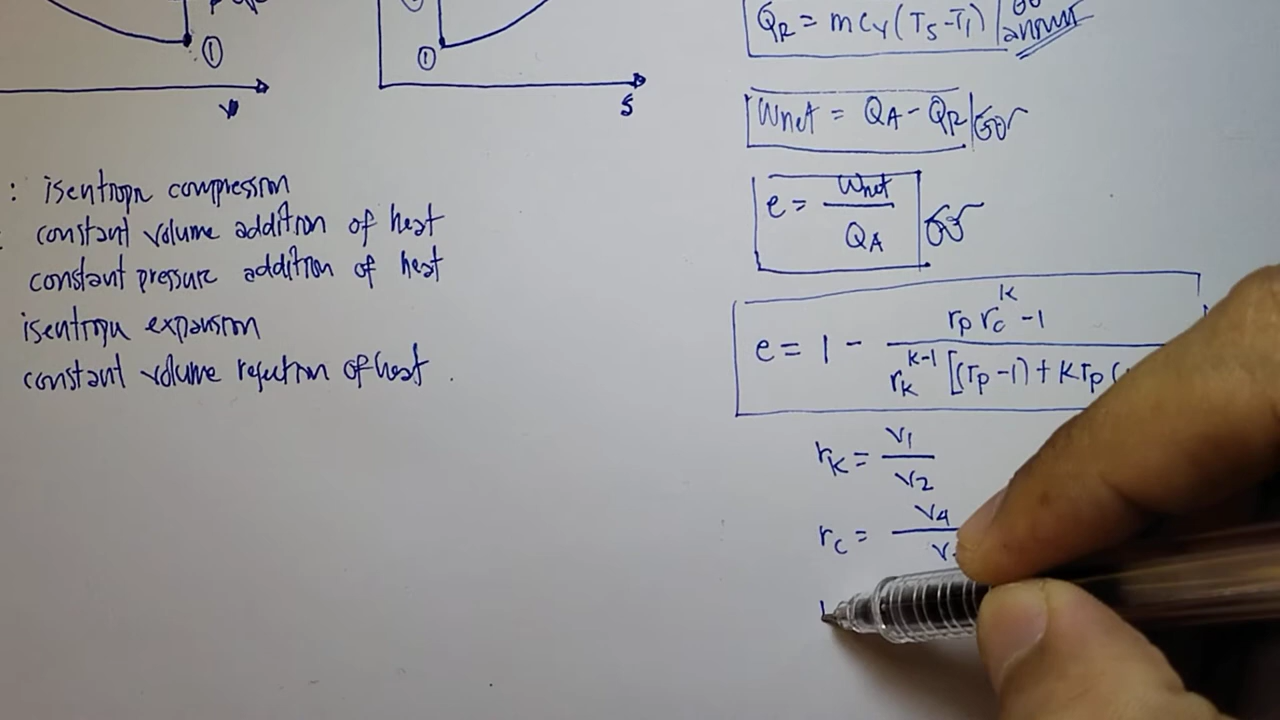 ①
V
①
S
: isentropic compression
constant volume addition of heat
constant pressure addition of heat
isentropic expansion
constant volume rejection of heat.
Q_R = mc_v(T_5-T_1)
answer
W_net = Q_A - Q_R
e = W_net / Q_A
e = 1 - (r_p r_c^k - 1) / (r_k^{k-1} [(r_p - 1) + k r_p (
r_k = V_1 / V_2
r_c = V_4 / V